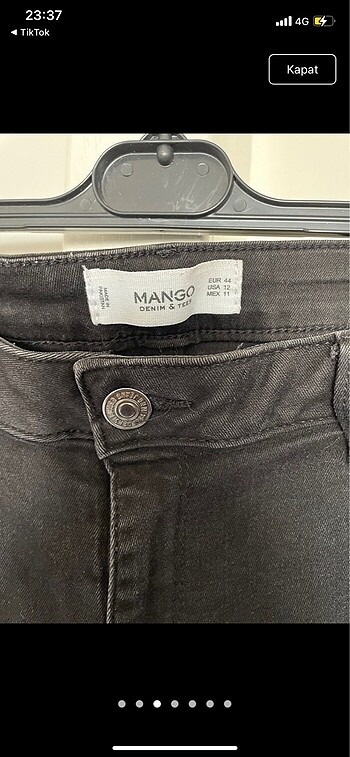 23:37
◄ TikTok
4G
Kapat
MADE IN
PAKISTAN
MANGO
DENIM & TEES
EUR 44
USA 12
MEX 11